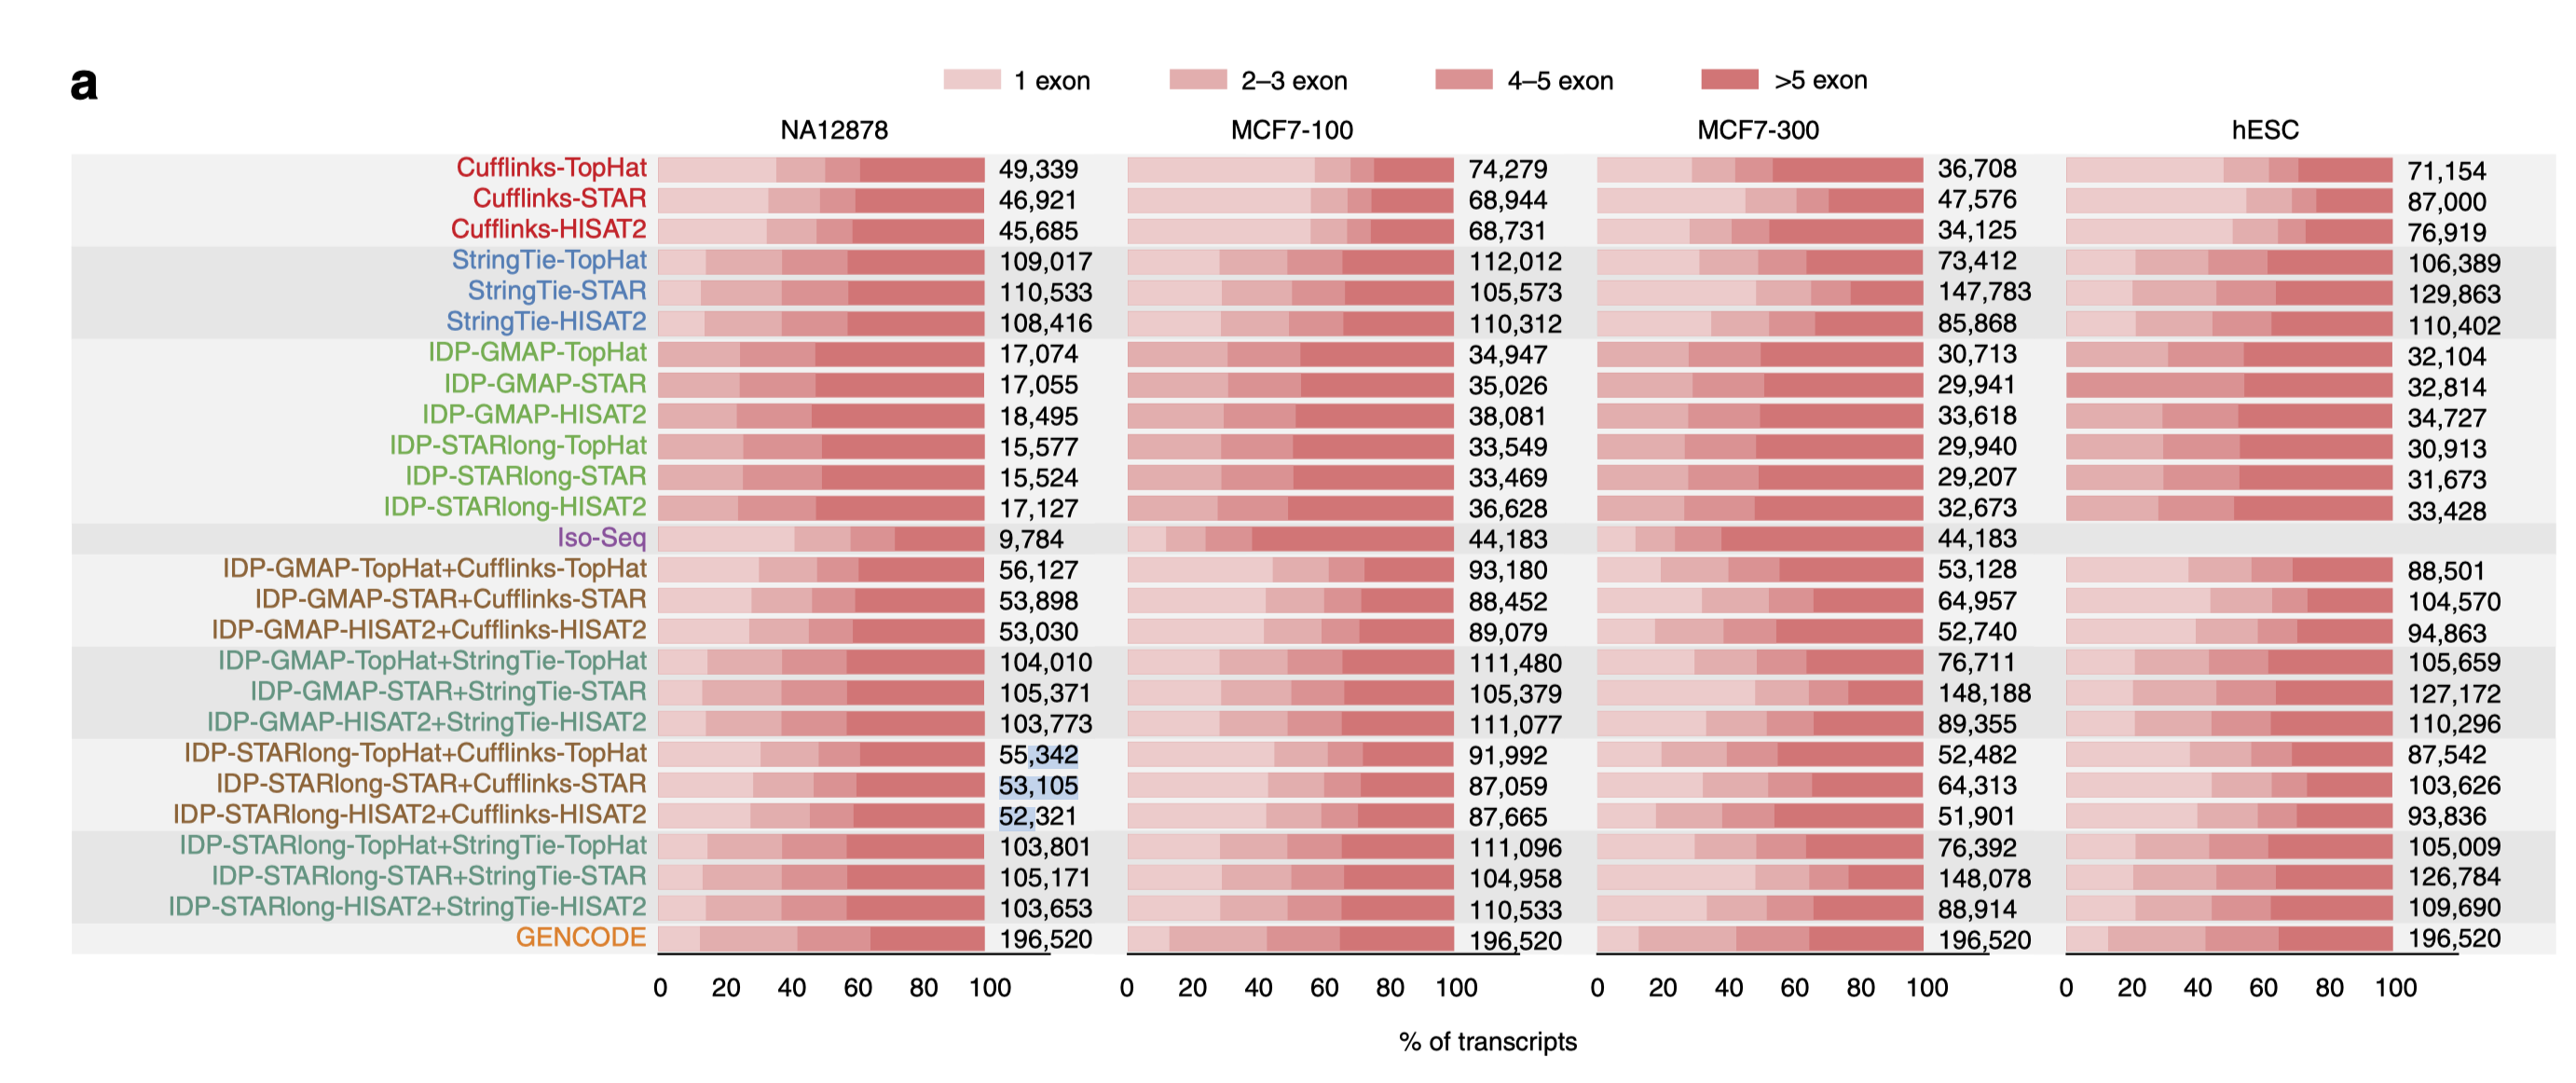 a
1 exon 2–3 exon 4–5 exon >5 exon
NA12878 MCF7-100 MCF7-300 hESC
Cufflinks-TopHat 49,339 74,279 36,708 71,154
Cufflinks-STAR 46,921 68,944 47,576 87,000
Cufflinks-HISAT2 45,685 68,731 34,125 76,919
StringTie-TopHat 109,017 112,012 73,412 106,389
StringTie-STAR 110,533 105,573 147,783 129,863
StringTie-HISAT2 108,416 110,312 85,868 110,402
IDP-GMAP-TopHat 17,074 34,947 30,713 32,104
IDP-GMAP-STAR 17,055 35,026 29,941 32,814
IDP-GMAP-HISAT2 18,495 38,081 33,618 34,727
IDP-STARlong-TopHat 15,577 33,549 29,940 30,913
IDP-STARlong-STAR 15,524 33,469 29,207 31,673
IDP-STARlong-HISAT2 17,127 36,628 32,673 33,428
Iso-Seq 9,784 44,183 44,183
IDP-GMAP-TopHat+Cufflinks-TopHat 56,127 93,180 53,128 88,501
IDP-GMAP-STAR+Cufflinks-STAR 53,898 88,452 64,957 104,570
IDP-GMAP-HISAT2+Cufflinks-HISAT2 53,030 89,079 52,740 94,863
IDP-GMAP-TopHat+StringTie-TopHat 104,010 111,480 76,711 105,659
IDP-GMAP-STAR+StringTie-STAR 105,371 105,379 148,188 127,172
IDP-GMAP-HISAT2+StringTie-HISAT2 103,773 111,077 89,355 110,296
IDP-STARlong-TopHat+Cufflinks-TopHat 55,342 91,992 52,482 87,542
IDP-STARlong-STAR+Cufflinks-STAR 53,105 87,059 64,313 103,626
IDP-STARlong-HISAT2+Cufflinks-HISAT2 52,321 87,665 51,901 93,836
IDP-STARlong-TopHat+StringTie-TopHat 103,801 111,096 76,392 105,009
IDP-STARlong-STAR+StringTie-STAR 105,171 104,958 148,078 126,784
IDP-STARlong-HISAT2+StringTie-HISAT2 103,653 110,533 88,914 109,690
GENCODE 196,520 196,520 196,520 196,520
0 20 40 60 80 100 0 20 40 60 80 100 0 20 40 60 80 100 0 20 40 60 80 100
% of transcripts